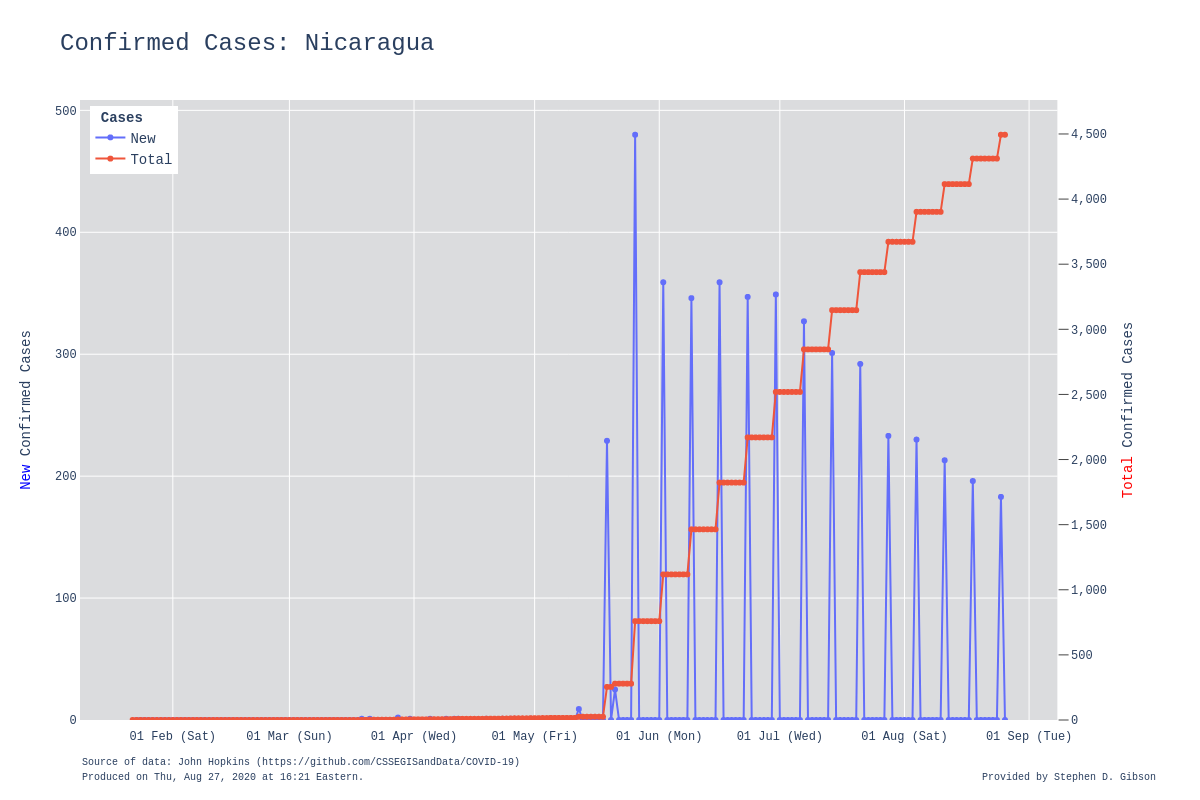 Confirmed Cases: Nicaragua
Cases
New
Total
500
400
300
200
100
0
New Confirmed Cases
4,500
4,000
3,500
3,000
2,500
2,000
1,500
1,000
500
0
Total Confirmed Cases
01 Feb (Sat) 01 Mar (Sun) 01 Apr (Wed) 01 May (Fri) 01 Jun (Mon) 01 Jul (Wed) 01 Aug (Sat) 01 Sep (Tue)
Source of data: John Hopkins (https://github.com/CSSEGISandData/COVID-19)
Produced on Thu, Aug 27, 2020 at 16:21 Eastern.
Provided by Stephen D. Gibson